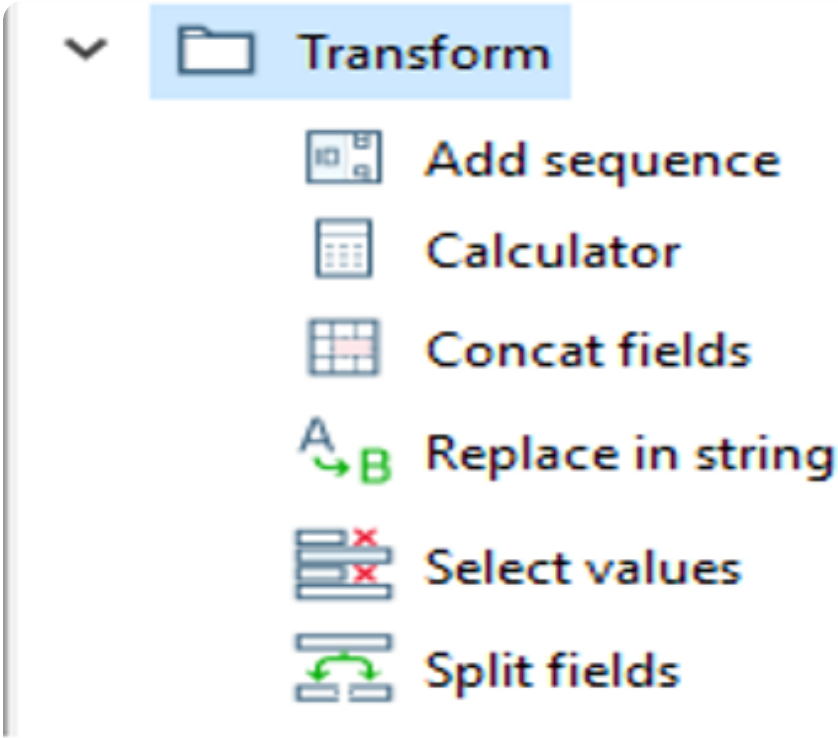 Transform
Add sequence
Calculator
Concat fields
A B Replace in string
Select values
Split fields